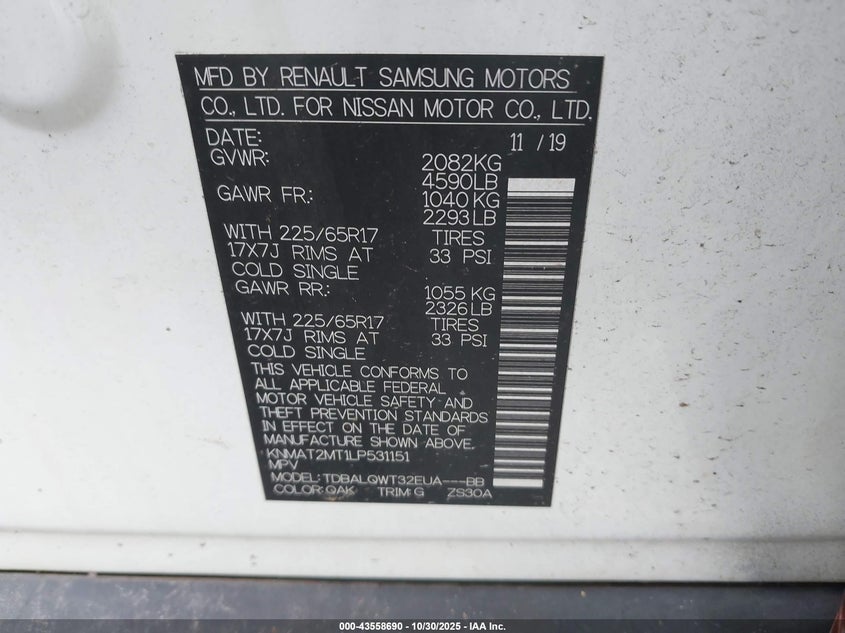 MFD BY RENAULT SAMSUNG MOTORS
CO., LTD. FOR NISSAN MOTOR CO., LTD.
DATE: 11 / 19
GVWR: 2082KG
4590LB
GAWR FR.: 1040 KG
2293 LB
WITH 225/65R17 TIRES
17X7J RIMS AT 33 PSI
COLD SINGLE
GAWR RR.: 1055 KG
2326 LB
WITH 225/65R17 TIRES
17X7J RIMS AT 33 PSI
COLD SINGLE
THIS VEHICLE CONFORMS TO
ALL APPLICABLE FEDERAL
MOTOR VEHICLE SAFETY AND
THEFT PREVENTION STANDARDS
IN EFFECT ON THE DATE OF
MANUFACTURE SHOWN ABOVE.
KNMAT2MT1LP531151
MPV
MODEL: TDBALQWT32EUA---BB
COLOR: QAK TRIM: G ZS30A
000-43558690 - 10/30/2025 - IAA Inc.